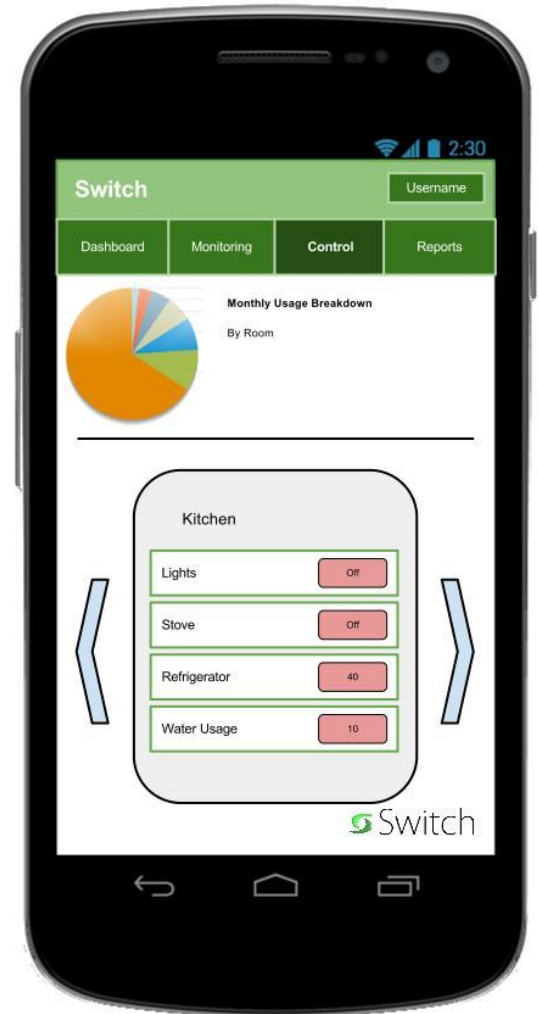 2:30
Switch
Username
Dashboard Monitoring Control Reports
Monthly Usage Breakdown
By Room
Kitchen
Lights Off
Stove Off
Refrigerator 40
Water Usage 10
Switch